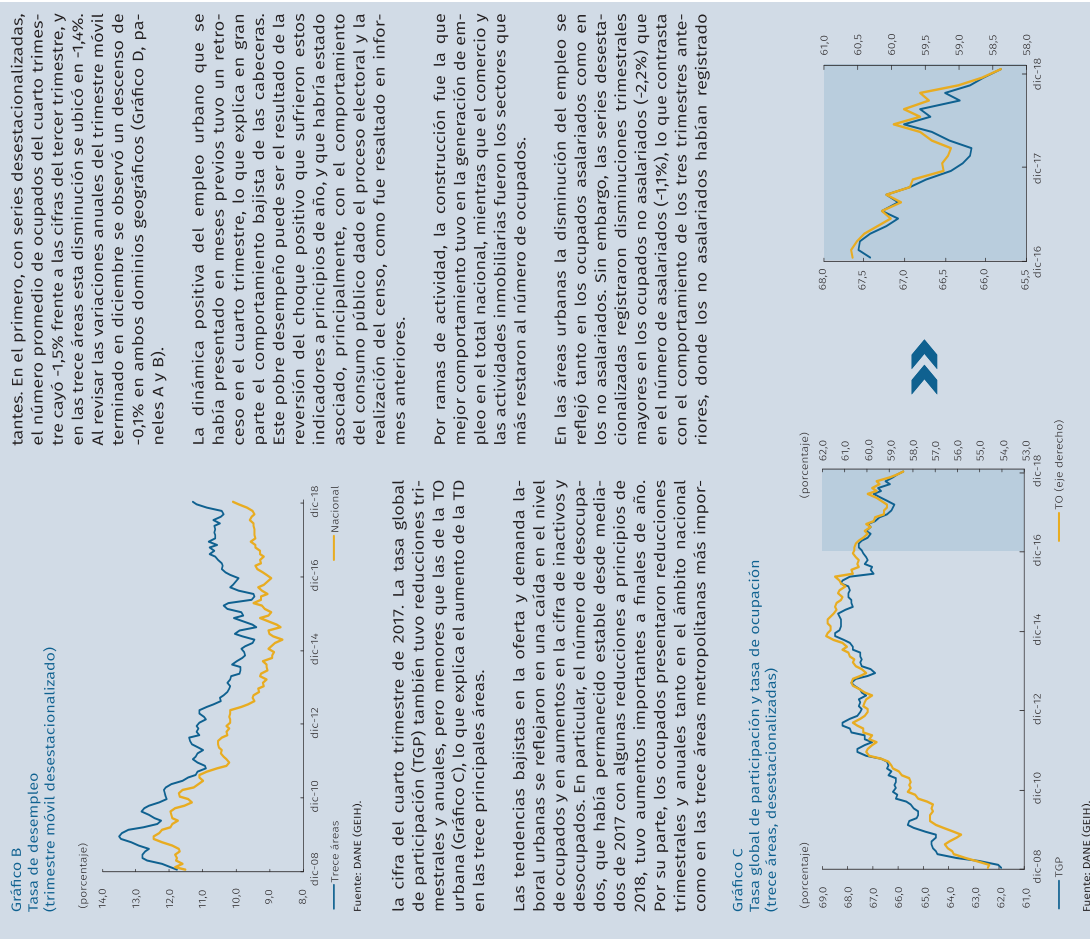 Gráfico B
Tasa de desempleo
(trimestre móvil desestacionalizado)
(porcentaje)
14,0
13,0
12,0
11,0
10,0
9,0
8,0
dic-08
dic-10
dic-12
dic-14
dic-16
dic-18
Trece áreas
Nacional
Fuente: DANE (GEIH).
la cifra del cuarto trimestre de 2017. La tasa global
de participación (TGP) también tuvo reducciones tri-
mestrales y anuales, pero menores que las de la TO
urbana (Gráfico C), lo que explica el aumento de la TD
en las trece principales áreas.
Las tendencias bajistas en la oferta y demanda la-
boral urbanas se reflejaron en una caída en el nivel
de ocupados y en aumentos en la cifra de inactivos y
desocupados. En particular, el número de desocupa-
dos, que había permanecido estable desde media-
dos de 2017 con algunas reducciones a principios de
2018, tuvo aumentos importantes a finales de año.
Por su parte, los ocupados presentaron reducciones
trimestrales y anuales tanto en el ámbito nacional
como en las trece áreas metropolitanas más impor-
tantes. En el primero, con series desestacionalizadas,
el número promedio de ocupados del cuarto trimes-
tre cayó -1,5% frente a las cifras del tercer trimestre, y
en las trece áreas esta disminución se ubicó en -1,4%.
Al revisar las variaciones anuales del trimestre móvil
terminado en diciembre se observó un descenso de
-0,1% en ambos dominios geográficos (Gráfico D, pa-
neles A y B).
La dinámica positiva del empleo urbano que se
había presentado en meses previos tuvo un retro-
ceso en el cuarto trimestre, lo que explica en gran
parte el comportamiento bajista de las cabeceras.
Este pobre desempeño puede ser el resultado de la
reversión del choque positivo que sufrieron estos
indicadores a principios de año, y que habría estado
asociado, principalmente, con el comportamiento
del consumo público dado el proceso electoral y la
realización del censo, como fue resaltado en infor-
mes anteriores.
Por ramas de actividad, la construcción fue la que
mejor comportamiento tuvo en la generación de em-
pleo en el total nacional, mientras que el comercio y
las actividades inmobiliarias fueron los sectores que
más restaron al número de ocupados.
En las áreas urbanas la disminución del empleo se
reflejó tanto en los ocupados asalariados como en
los no asalariados. Sin embargo, las series desesta-
cionalizadas registraron disminuciones trimestrales
mayores en los ocupados no asalariados (-2,2%) que
en el número de asalariados (-1,1%), lo que contrasta
con el comportamiento de los tres trimestres ante-
riores, donde los no asalariados habían registrado
Gráfico C
Tasa global de participación y tasa de ocupación
(trece áreas, desestacionalizadas)
(porcentaje)
(porcentaje)
69,0
68,0
67,0
66,0
65,0
64,0
63,0
62,0
61,0
62,0
61,0
60,0
59,0
58,0
57,0
56,0
55,0
54,0
53,0
dic-08
dic-10
dic-12
dic-14
dic-16
dic-18
TGP
TO (eje derecho)
68,0
67,5
67,0
66,5
66,0
65,5
61,0
60,5
60,0
59,5
59,0
58,5
58,0
dic-16
dic-17
dic-18
Fuente: DANE (GEIH).